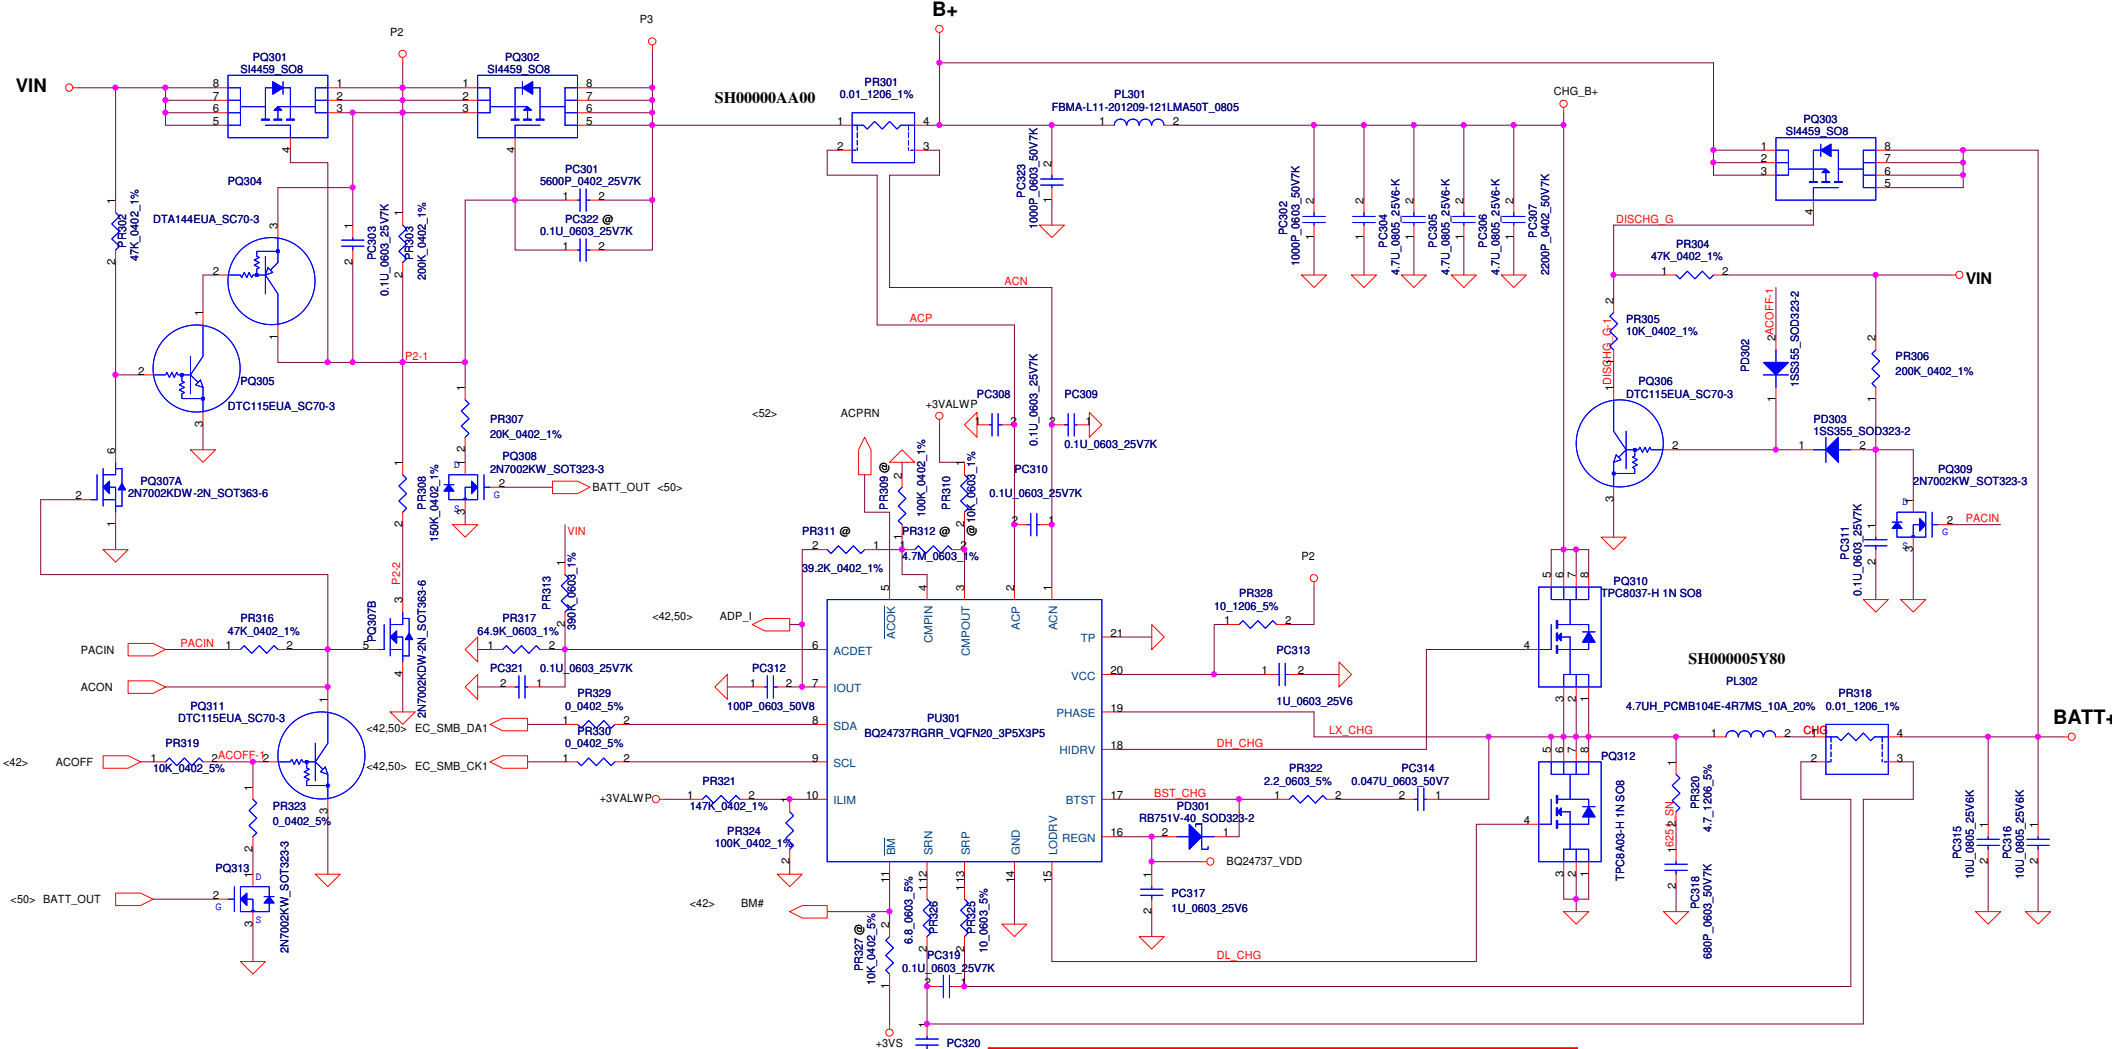 B+
P3
P2
VIN
PQ301
SI4459_SO8
PQ302
SI4459_SO8
SH00000AA00
PR301
0.01_1206_1%
PL301
FBMA-L11-201209-121LMA50T_0805
CHG_B+
PQ303
SI4459_SO8
PR302
47K_0402_1%
PQ304
DTA144EUA_SC70-3
PC303
0.1U_0603_25V7K
PR303
200K_0402_1%
PC301
5600P_0402_25V7K
PC322 @
0.1U_0603_25V7K
PC323
1000P_0603_50V7K
PC302
1000P_0603_50V7K
PC304
4.7U_0805_25V6-K
PC305
4.7U_0805_25V6-K
PC306
4.7U_0805_25V6-K
PC307
2200P_0402_50V7K
DISCHG_G
PR304
47K_0402_1%
VIN
ACN
ACP
PR305
10K_0402_1%
DISCHG_G-1
ACOFF-1
PD302
1SS355_SOD323-2
PR306
200K_0402_1%
PQ305
DTC115EUA_SC70-3
P2-1
PR307
20K_0402_1%
PQ306
DTC115EUA_SC70-3
PD303
1SS355_SOD323-2
<52>
ACPRN
+3VALWP
PC308
0.1U_0603_25V7K
PC309
0.1U_0603_25V7K
PC310
0.1U_0603_25V7K
PQ307A
2N7002KDW-2N_SOT363-6
PR308
150K_0402_1%
PQ308
2N7002KW_SOT323-3
BATT_OUT <50>
PR309 @
100K_0402_1%
PR310
@ 10K_0603_1%
PQ309
2N7002KW_SOT323-3
PACIN
PC311
0.1U_0603_25V7K
PR311 @
39.2K_0402_1%
PR312 @
4.7M_0603_1%
VIN
PR313
390K_0603_1%
P2-2
PQ307B
2N7002KDW-2N_SOT363-6
PR317
64.9K_0603_1%
PC321
0.1U_0603_25V7K
<42,50> ADP_I
PC312
100P_0603_50V8
PR316
47K_0402_1%
PACIN
PACIN
ACON
PQ311
DTC115EUA_SC70-3
<42> ACOFF
PR319
10K_0402_5%
ACOFF-1
PR323
0_0402_5%
PQ313
2N7002KW_SOT323-3
<50> BATT_OUT
PR329
0_0402_5%
<42,50> EC_SMB_DA1
PR330
0_0402_5%
<42,50> EC_SMB_CK1
+3VALWP
PR321
147K_0402_1%
PR324
100K_0402_1%
PU301
BQ24737RGRR_VQFN20_3P5X3P5
ACOK
CMPIN
CMPOUT
ACP
ACN
ACDET
IOUT
SDA
SCL
ILIM
BM
SRN
SRP
GND
LODRV
TP
VCC
PHASE
HIDRV
BTST
REGN
P2
PR328
10_1206_5%
PC313
1U_0603_25V6
LX_CHG
DH_CHG
BST_CHG
PD301
RB751V-40_SOD323-2
PR322
2.2_0603_5%
PC314
0.047U_0603_50V7
BQ24737_VDD
PC317
1U_0603_25V6
DL_CHG
PQ310
TPC8037-H 1N SO8
PQ312
TPC8A03-H 1N SO8
SH000005Y80
PL302
4.7UH_PCMB104E-4R7MS_10A_20%
CHG
PR318
0.01_1206_1%
BATT+
PR320
4.7_1206_5%
6251_SN
PC318
680P_0603_50V7K
PC315
10U_0805_25V6K
PC316
10U_0805_25V6K
<42> BM#
PR327 @
10K_0402_5%
PR326
6.8_0603_5%
PR325
10_0603_5%
PC319
0.1U_0603_25V7K
+3VS
PC320